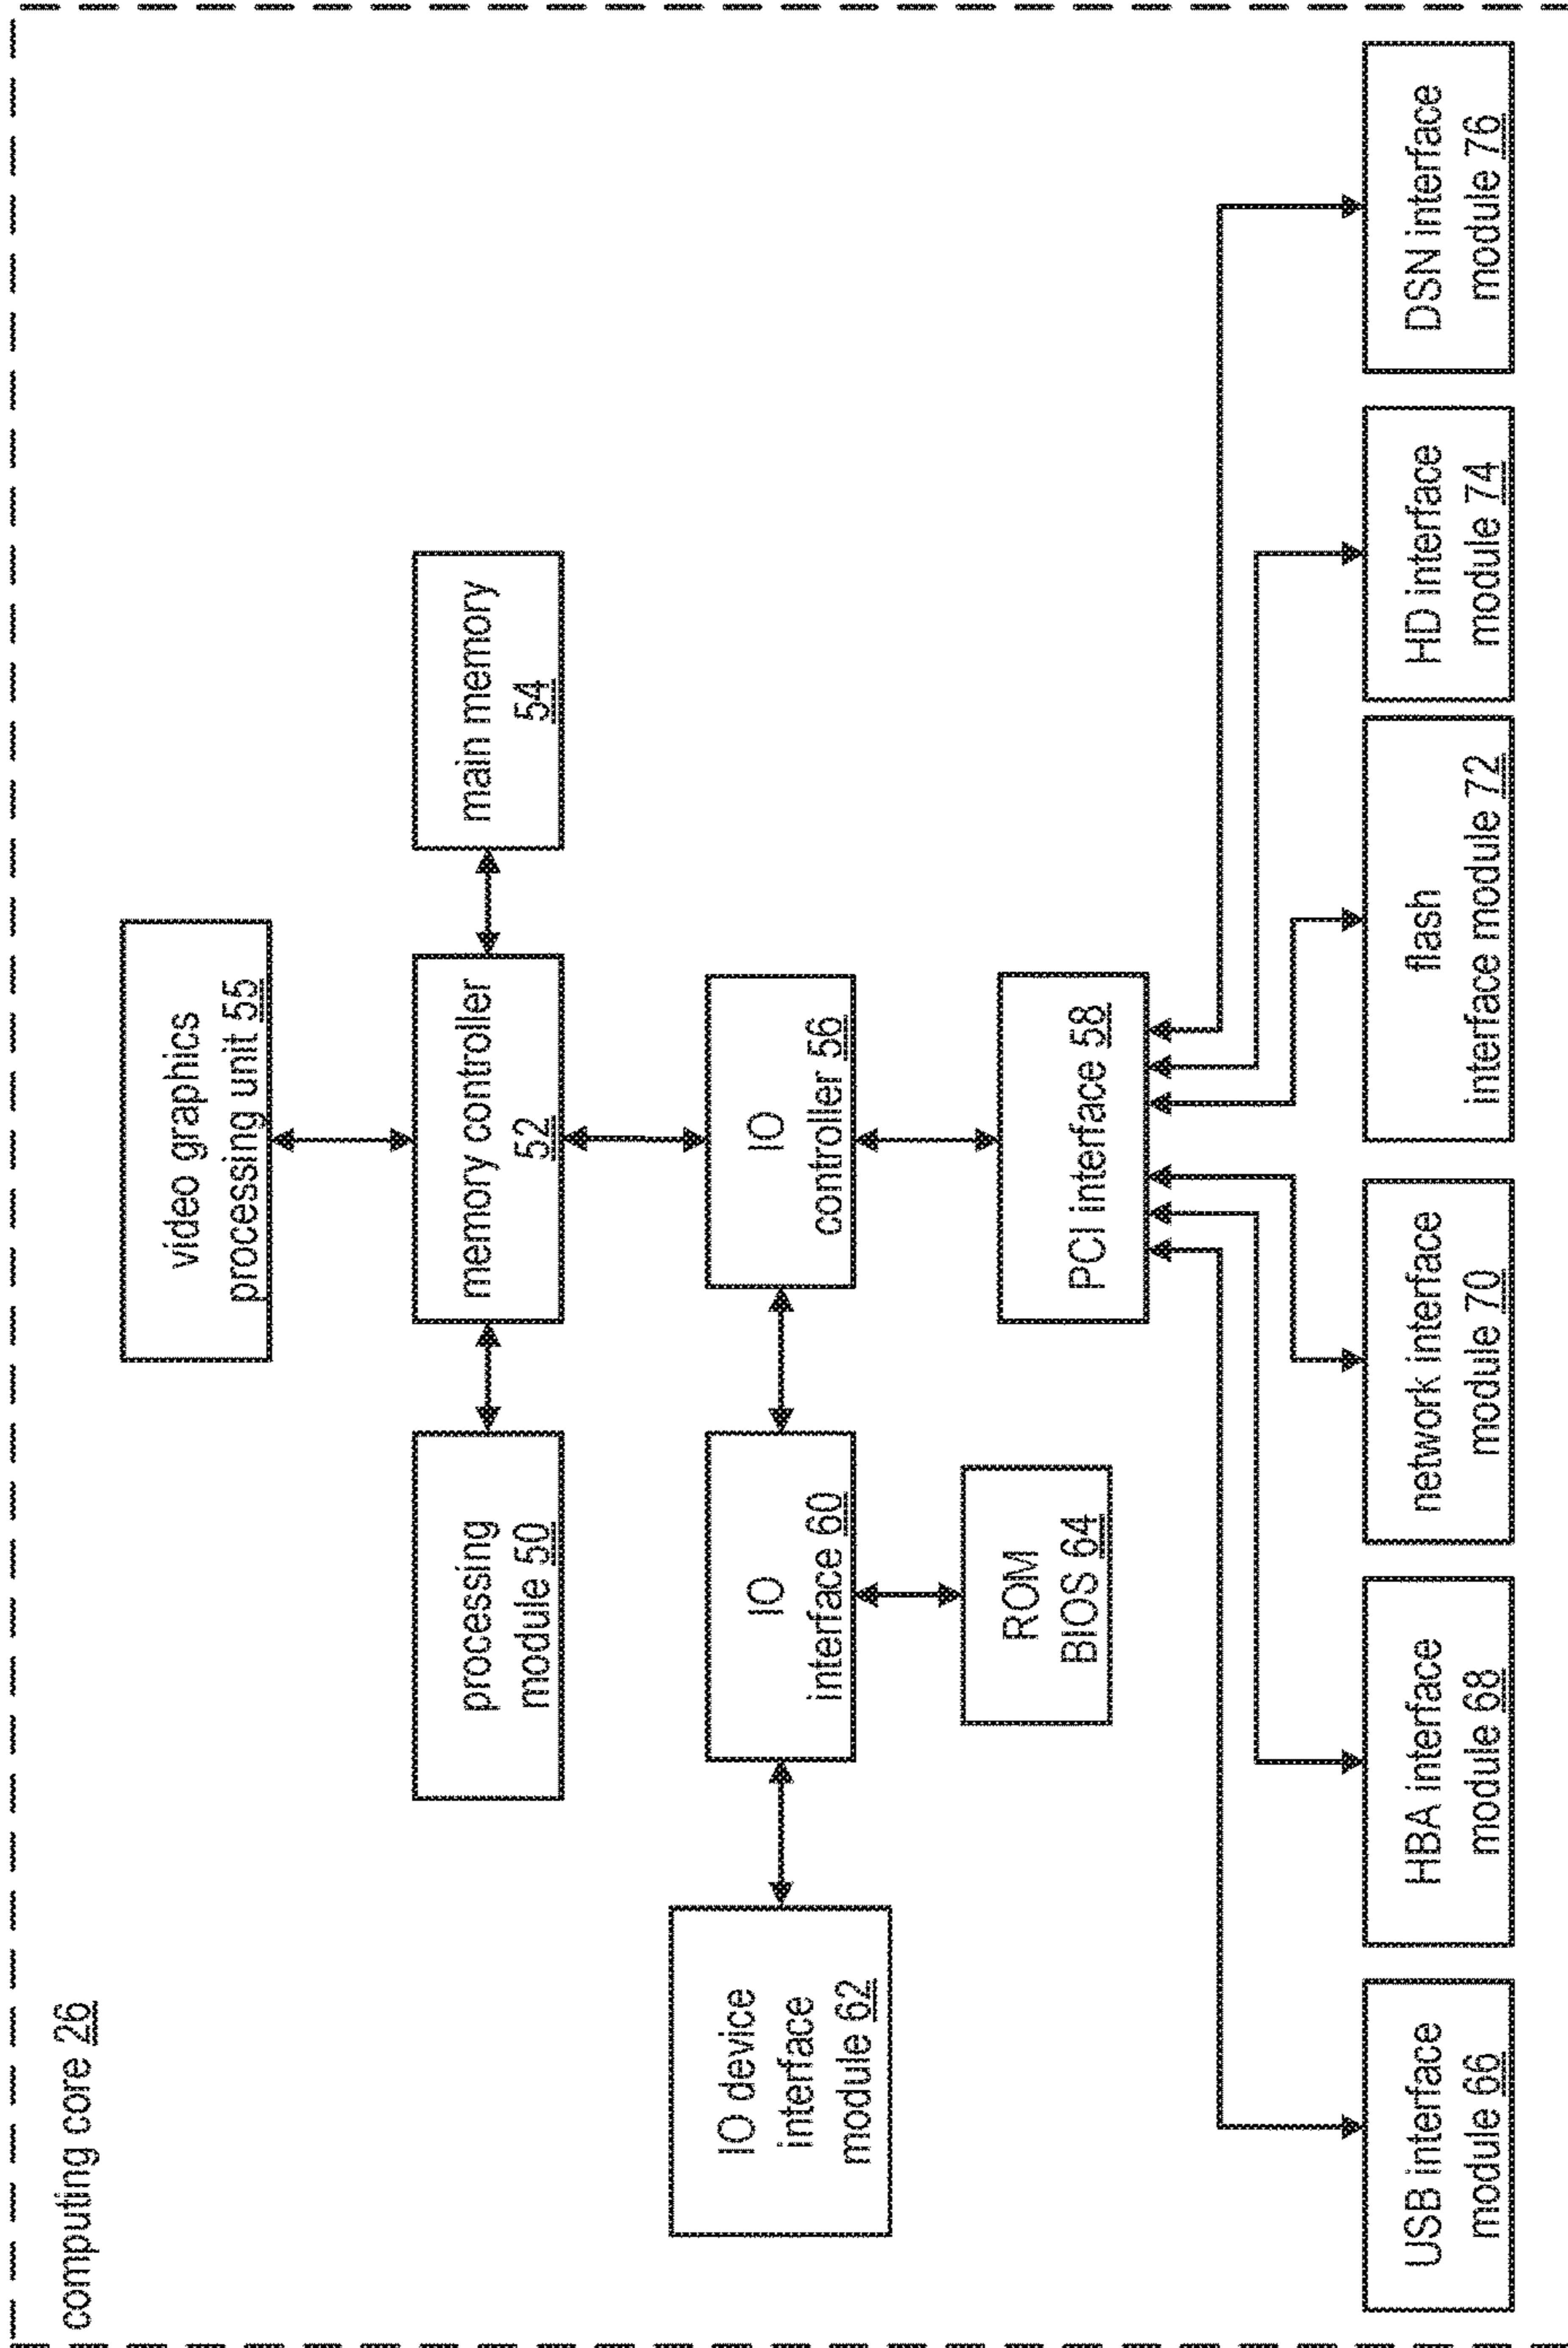 computing core 26
video graphics
processing unit 55
processing
module 50
memory controller
52
main memory
54
IO device
interface
module 62
IO
interface 60
IO
controller 56
ROM
BIOS 64
PCI interface 58
USB interface
module 66
HBA interface
module 68
network interface
module 70
flash
interface module 72
HD interface
module 74
DSN interface
module 76